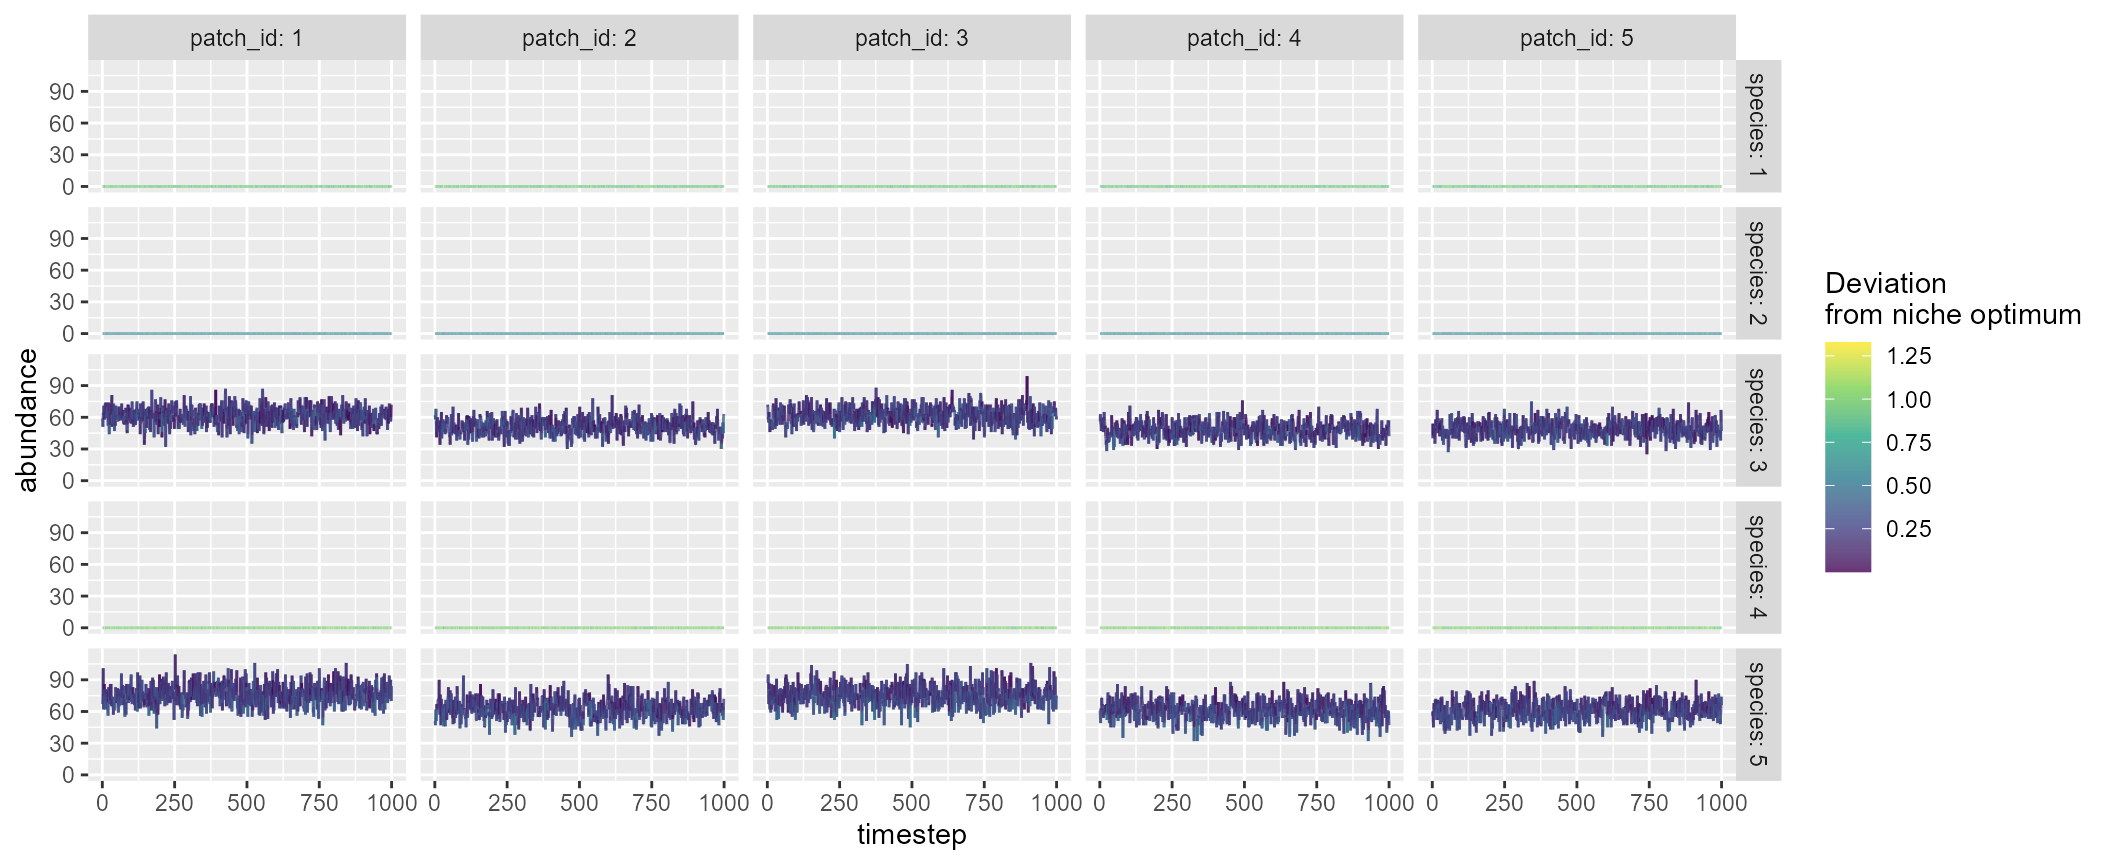 patch_id: 1
patch_id: 2
patch_id: 3
patch_id: 4
patch_id: 5
90
60
30
0
species: 1
90
60
30
0
species: 2
90
60
30
0
species: 3
90
60
30
0
species: 4
90
60
30
0
species: 5
abundance
0 250 500 750 1000
0 250 500 750 1000
0 250 500 750 1000
0 250 500 750 1000
0 250 500 750 1000
timestep
Deviation
from niche optimum
1.25
1.00
0.75
0.50
0.25